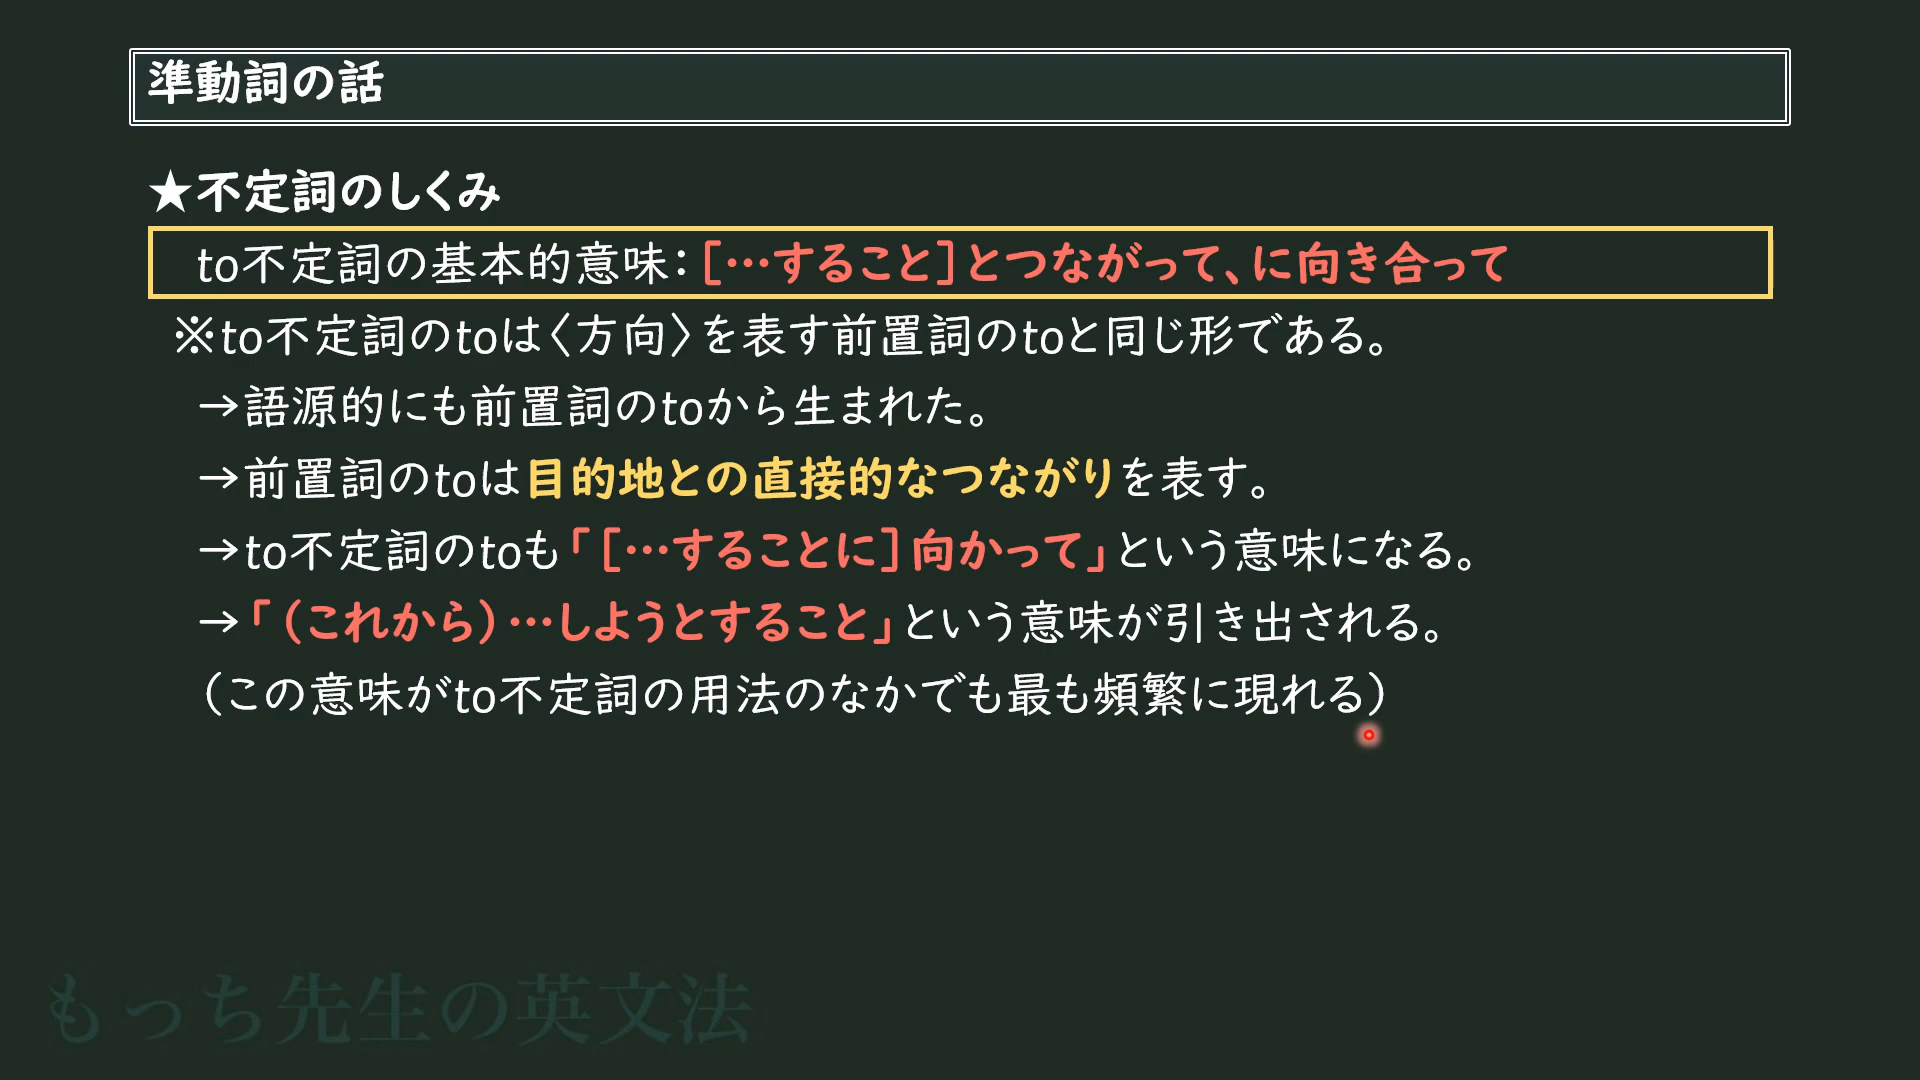 準動詞の話
★不定詞のしくみ
to不定詞の基本的意味：[…すること]とつながって、に向き合って
※to不定詞のtoは〈方向〉を表す前置詞のtoと同じ形である。
→語源的にも前置詞のtoから生まれた。
→前置詞のtoは目的地との直接的なつながりを表す。
→to不定詞のtoも「[…することに]向かって」という意味になる。
→「（これから）…しようとすること」という意味が引き出される。
（この意味がto不定詞の用法のなかでも最も頻繁に現れる）
もっち先生の英文法